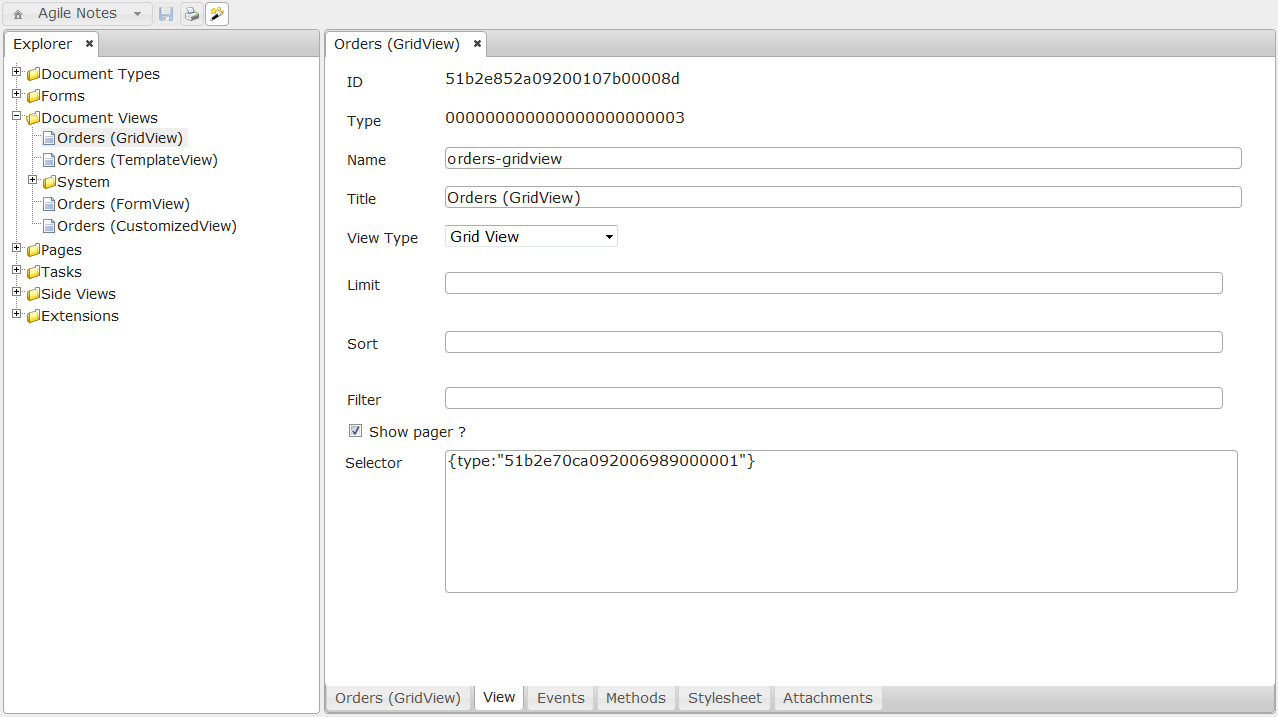 Agile Notes
Explorer
Document Types
Forms
Document Views
Orders (GridView)
Orders (TemplateView)
System
Orders (FormView)
Orders (CustomizedView)
Pages
Tasks
Side Views
Extensions
Orders (GridView)
ID 51b2e852a09200107b00008d
Type 000000000000000000000003
Name orders-gridview
Title Orders (GridView)
View Type Grid View
Limit
Sort
Filter
Show pager ?
Selector {type:"51b2e70ca092006989000001"}
Orders (GridView) View Events Methods Stylesheet Attachments